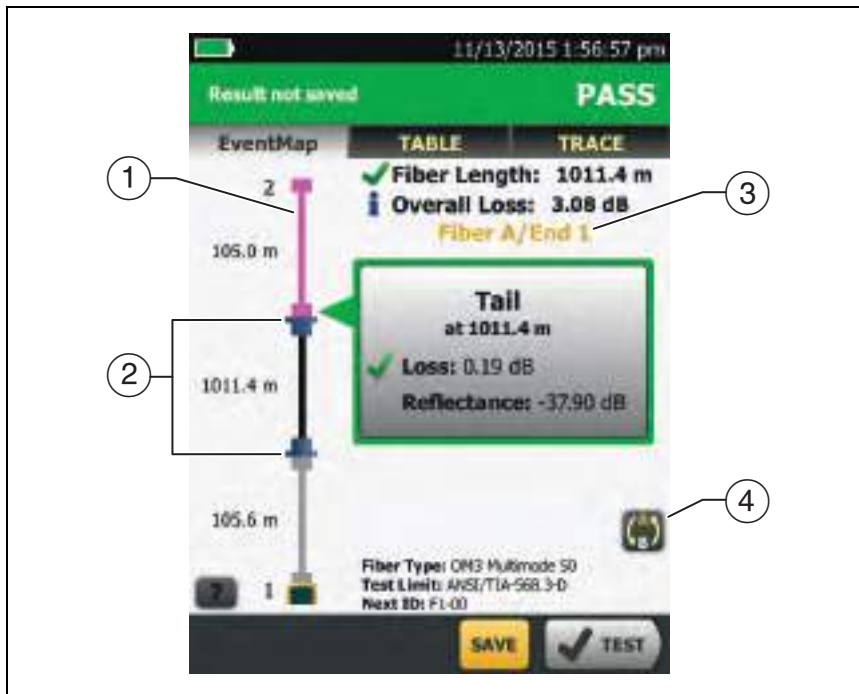 11/13/2015 1:56:57 pm
Result not saved PASS
EventMap TABLE TRACE
1
2
Fiber Length: 1011.4 m
i Overall Loss: 3.08 dB
3
Fiber A/End 1
105.0 m
Tail
at 1011.4 m
2
Loss: 0.19 dB
1011.4 m
Reflectance: -37.90 dB
4
105.6 m
Fiber Type: OM3 Multimode 50
Test Limit: ANSI/TIA-568.3-D
? 1
Next ID: F1-00
SAVE TEST